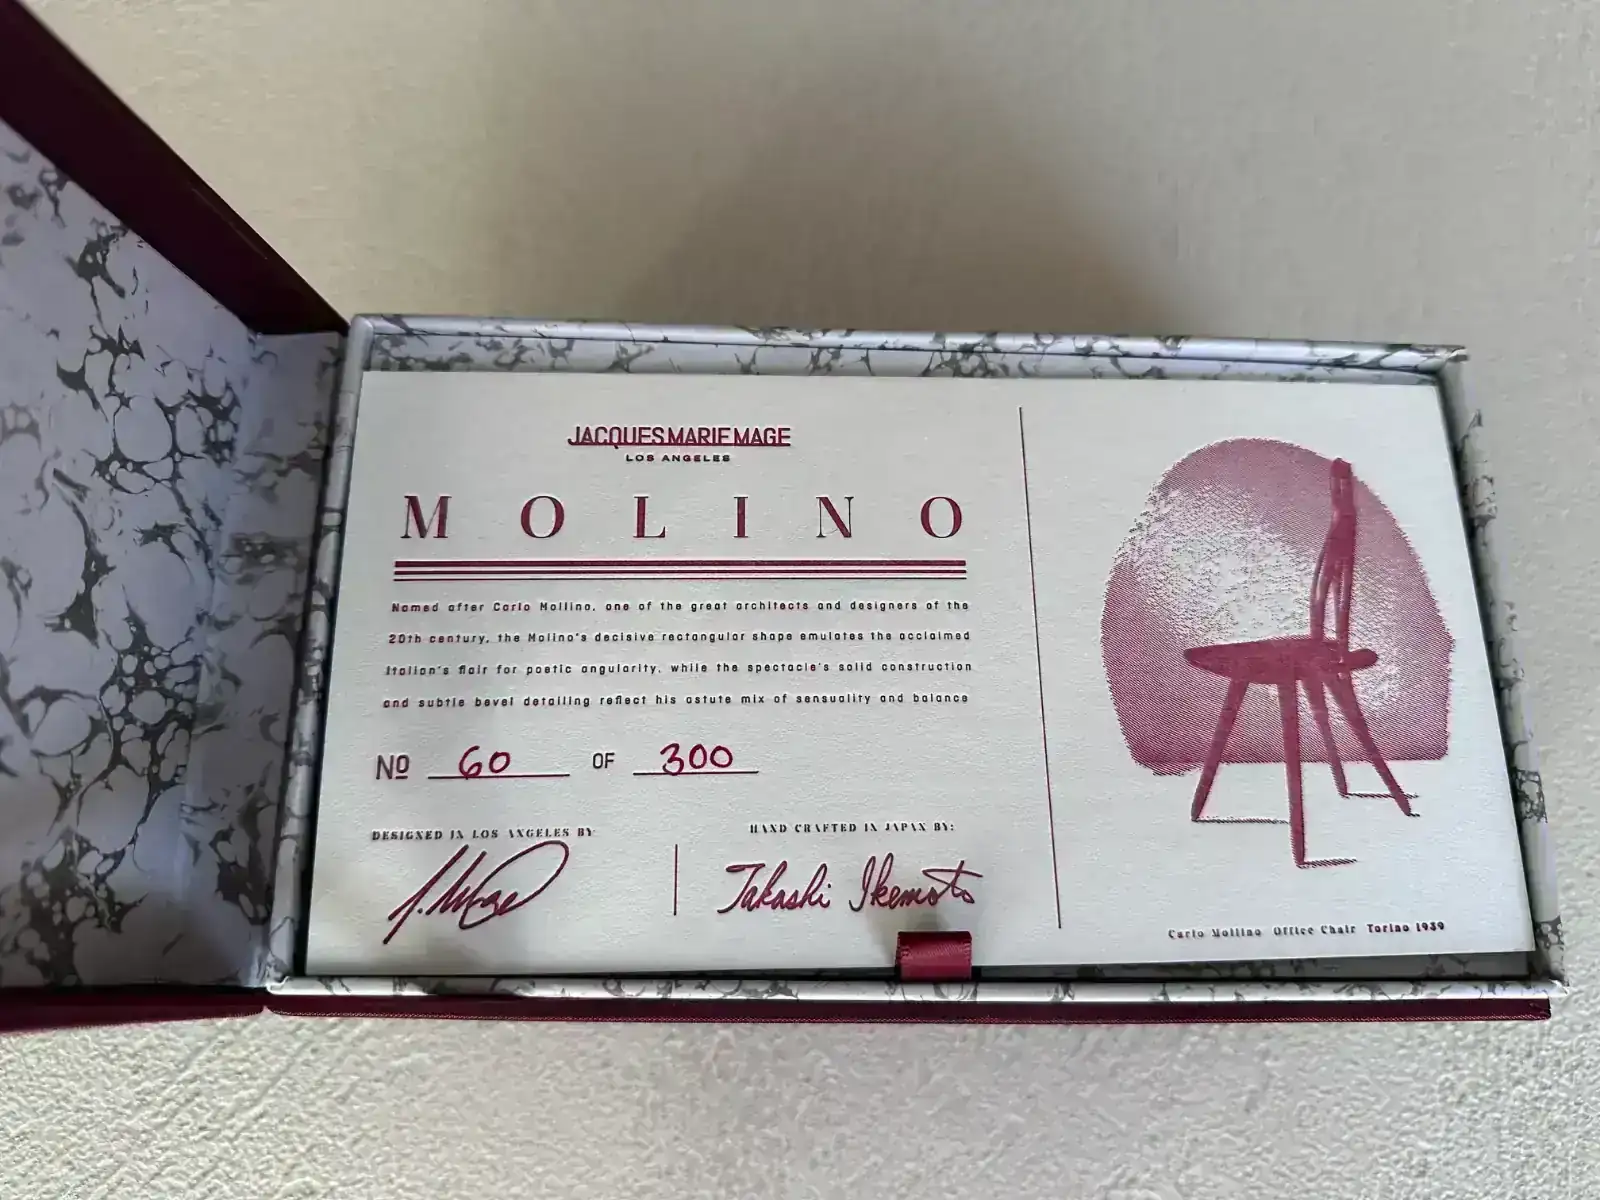 JACQUES MARIE MAGE
LOS ANGELES
MOLINO
Named after Carlo Mollino, one of the great architects and designers of the
20th century, the Molino's decisive rectangular shape emulates the acclaimed
Italian's flair for poetic angularity, while the spectacle's solid construction
and subtle bevel detailing reflect his astute mix of sensuality and balance
No 60 OF 300
DESIGNED IN LOS ANGELES BY:
HAND CRAFTED IN JAPAN BY:
J. Mage
Takashi Ikemoto
Carlo Mollino Office Chair Torino 1939